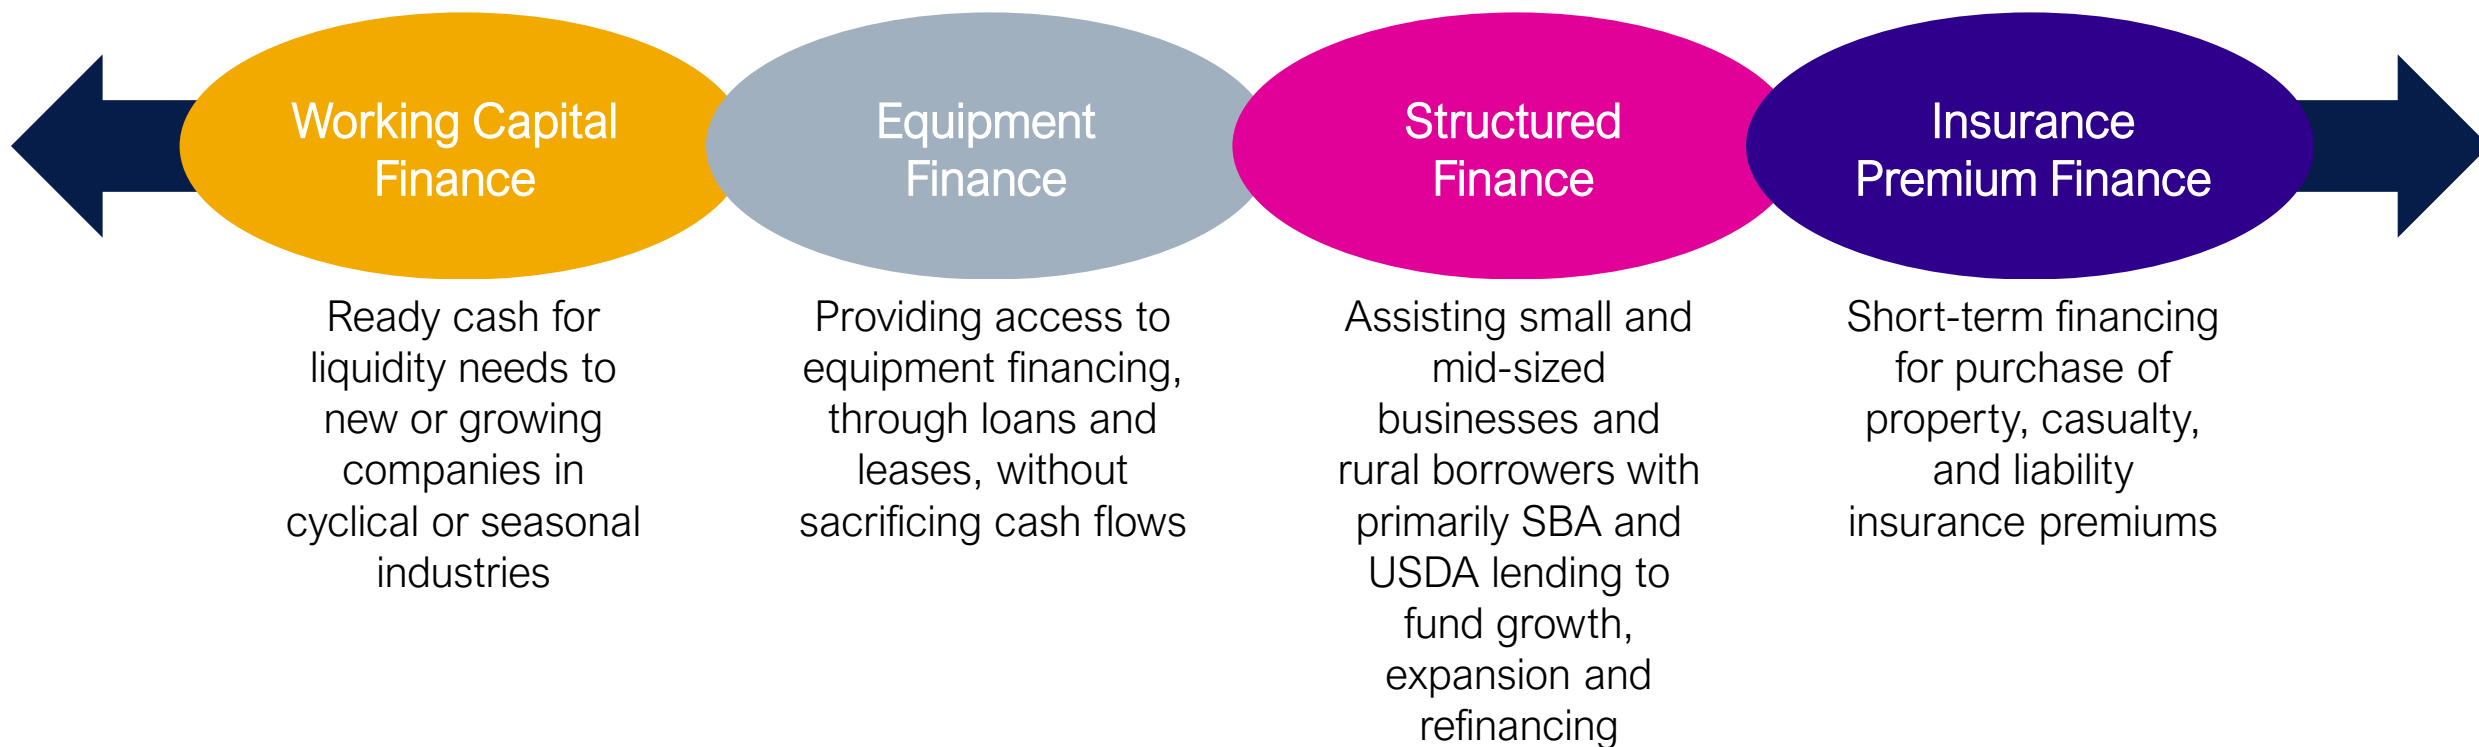 Working Capital
Finance
Equipment
Finance
Structured
Finance
Insurance
Premium Finance
Ready cash for
liquidity needs to
new or growing
companies in
cyclical or seasonal
industries
Providing access to
equipment financing,
through loans and
leases, without
sacrificing cash flows
Assisting small and
mid-sized
businesses and
rural borrowers with
primarily SBA and
USDA lending to
fund growth,
expansion and
refinancing
Short-term financing
for purchase of
property, casualty,
and liability
insurance premiums